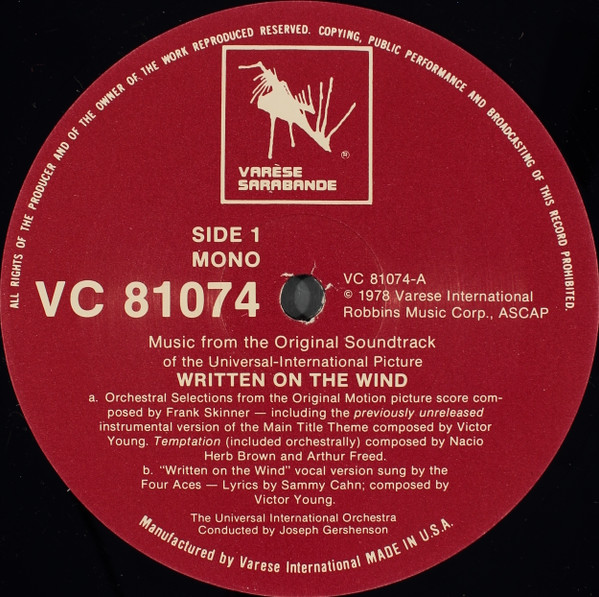 ALL RIGHTS OF THE PRODUCER AND OF THE OWNER OF THE WORK REPRODUCED RESERVED. COPYING, PUBLIC PERFORMANCE AND BROADCASTING OF THIS RECORD PROHIBITED.
VARÈSE
SARABANDE
®
SIDE 1
MONO
VC 81074
VC 81074-A
© 1978 Varese International
Robbins Music Corp., ASCAP
Music from the Original Soundtrack
of the Universal-International Picture
WRITTEN ON THE WIND
a. Orchestral Selections from the Original Motion picture score com-
posed by Frank Skinner — including the previously unreleased
instrumental version of the Main Title Theme composed by Victor
Young. Temptation (included orchestrally) composed by Nacio
Herb Brown and Arthur Freed.
b. "Written on the Wind" vocal version sung by the
Four Aces — Lyrics by Sammy Cahn; composed by
Victor Young.
The Universal International Orchestra
Conducted by Joseph Gershenson
Manufactured by Varese International MADE IN U.S.A.